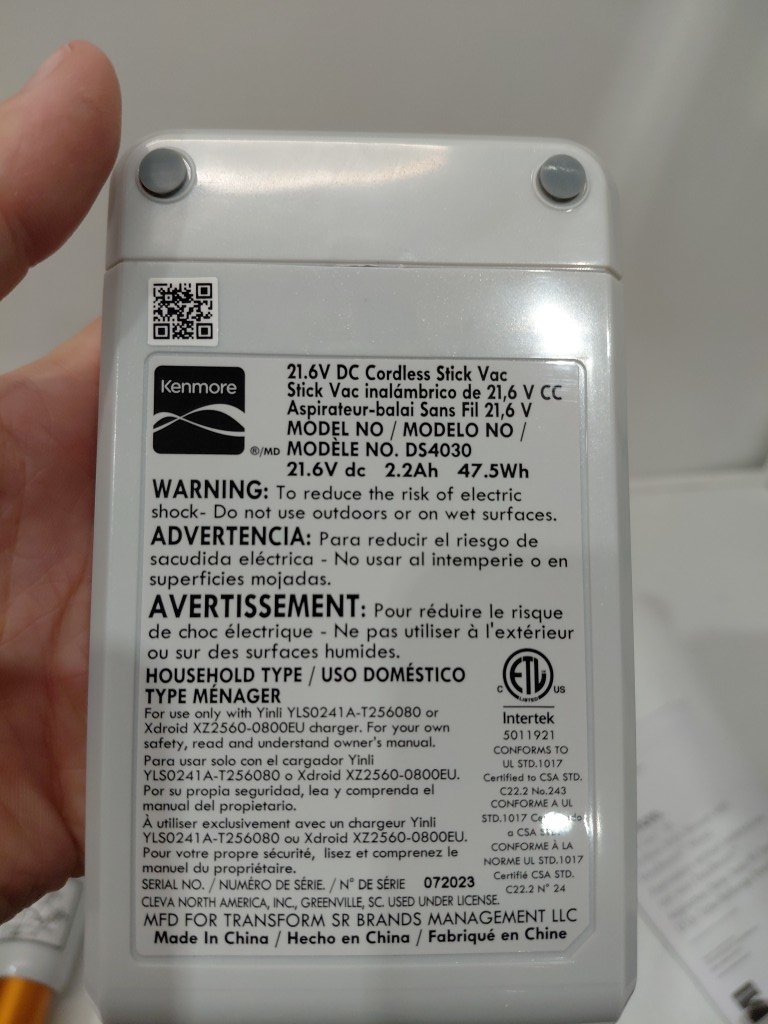 Kenmore
®/MD
21.6V DC Cordless Stick Vac
Stick Vac inalámbrico de 21,6 V CC
Aspirateur-balai Sans Fil 21,6 V
MODEL NO / MODELO NO /
MODÈLE NO. DS4030
21.6V dc 2.2Ah 47.5Wh
WARNING: To reduce the risk of electric
shock- Do not use outdoors or on wet surfaces.
ADVERTENCIA: Para reducir el riesgo de
sacudida eléctrica - No usar al intemperie o en
superficies mojadas.
AVERTISSEMENT: Pour réduire le risque
de choc électrique - Ne pas utiliser à l'extérieur
ou sur des surfaces humides.
HOUSEHOLD TYPE / USO DOMÉSTICO
TYPE MÉNAGER
For use only with Yinli YLS0241A-T256080 or
Xdroid XZ2560-0800EU charger. For your own
safety, read and understand owner's manual.
Para usar solo con el cargador Yinli
YLS0241A-T256080 o Xdroid XZ2560-0800EU.
Por su propia seguridad, lea y comprenda el
manual del propietario.
À utiliser exclusivement avec un chargeur Yinli
YLS0241A-T256080 ou Xdroid XZ2560-0800EU.
Pour votre propre sécurité, lisez et comprenez le
manuel du propriétaire.
C ETL US
LISTED
Intertek
5011921
CONFORMS TO
UL STD.1017
Certified to CSA STD.
C22.2 No.243
CONFORME A UL
STD.1017
a CSA
CONFORME À LA
NORME UL STD.1017
Certifié CSA STD.
C22.2 N° 24
SERIAL NO. / NUMÉRO DE SÉRIE. / N° DE SÉRIE 072023
CLEVA NORTH AMERICA, INC., GREENVILLE, SC. USED UNDER LICENSE.
MFD FOR TRANSFORM SR BRANDS MANAGEMENT LLC
Made In China / Hecho en China / Fabriqué en Chine